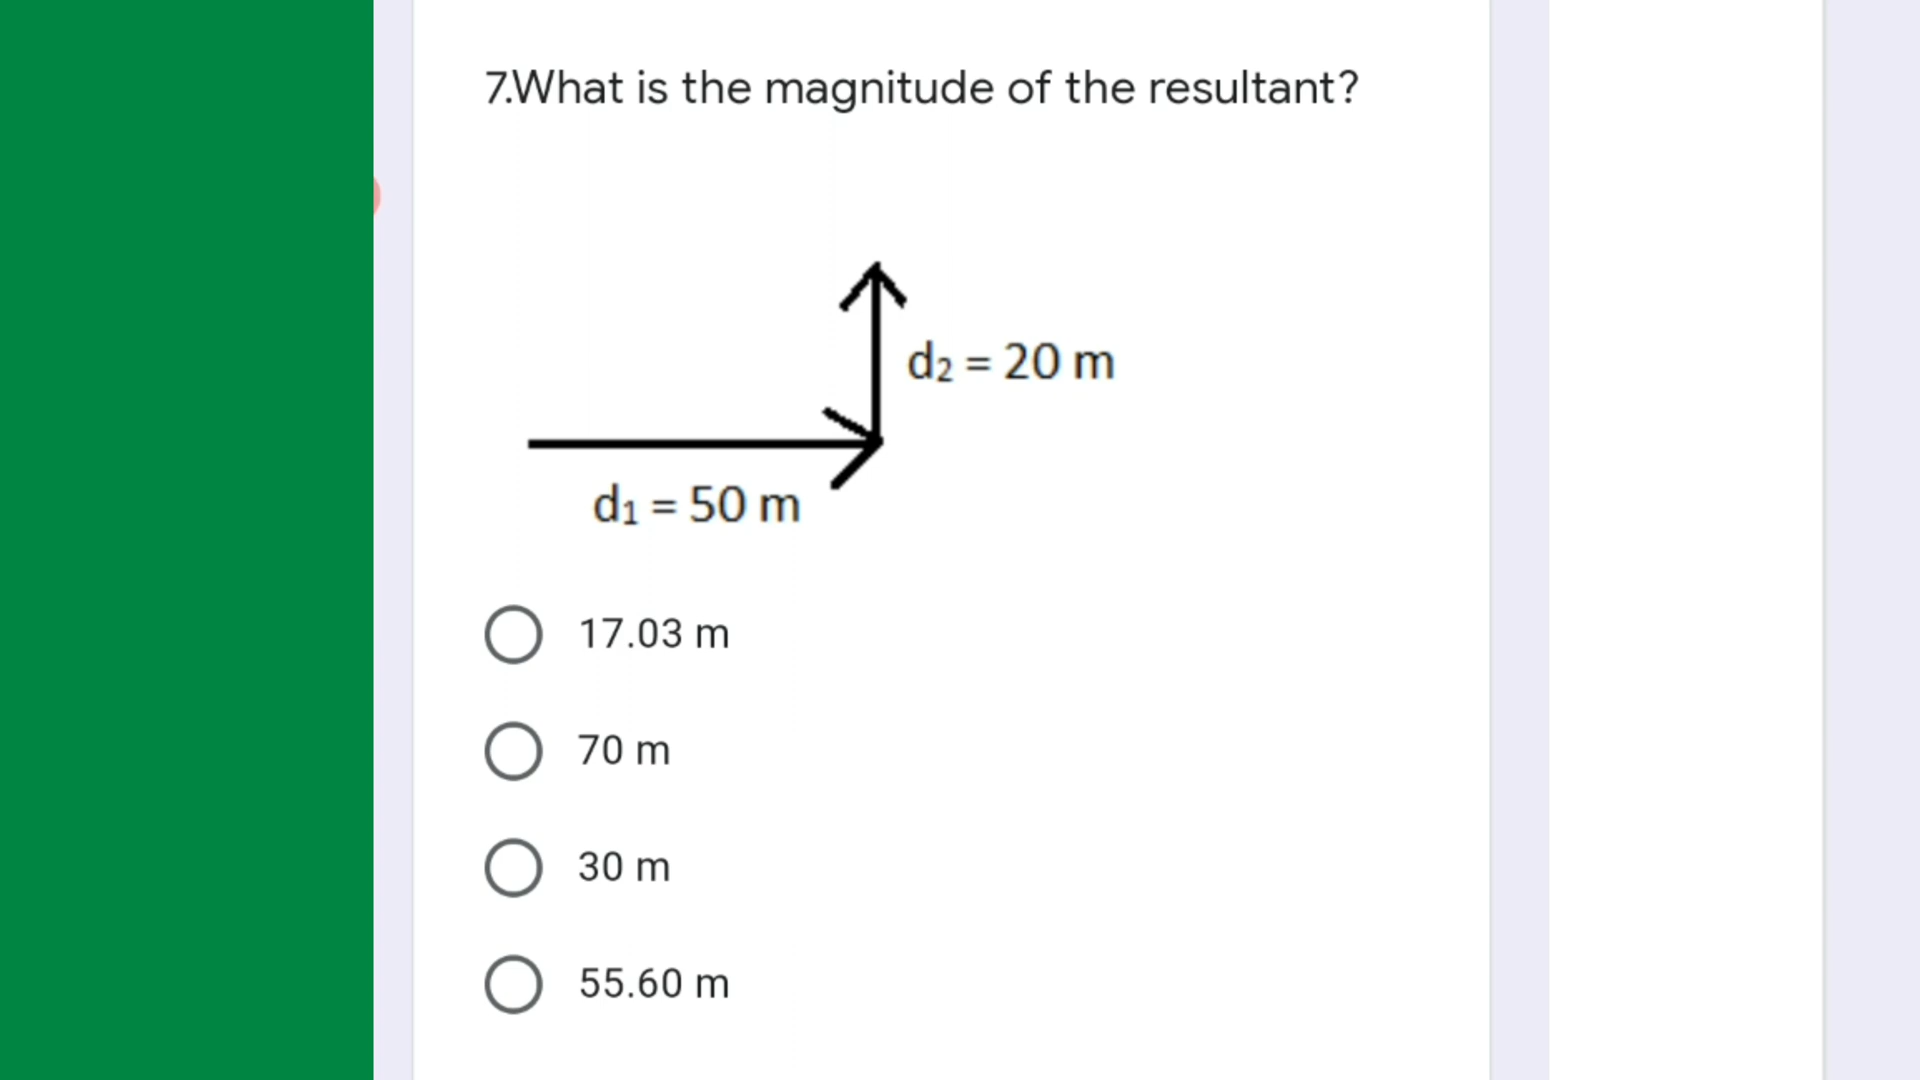 7.What is the magnitude of the resultant?
d₂ = 20 m
d₁ = 50 m
17.03 m
70 m
30 m
55.60 m